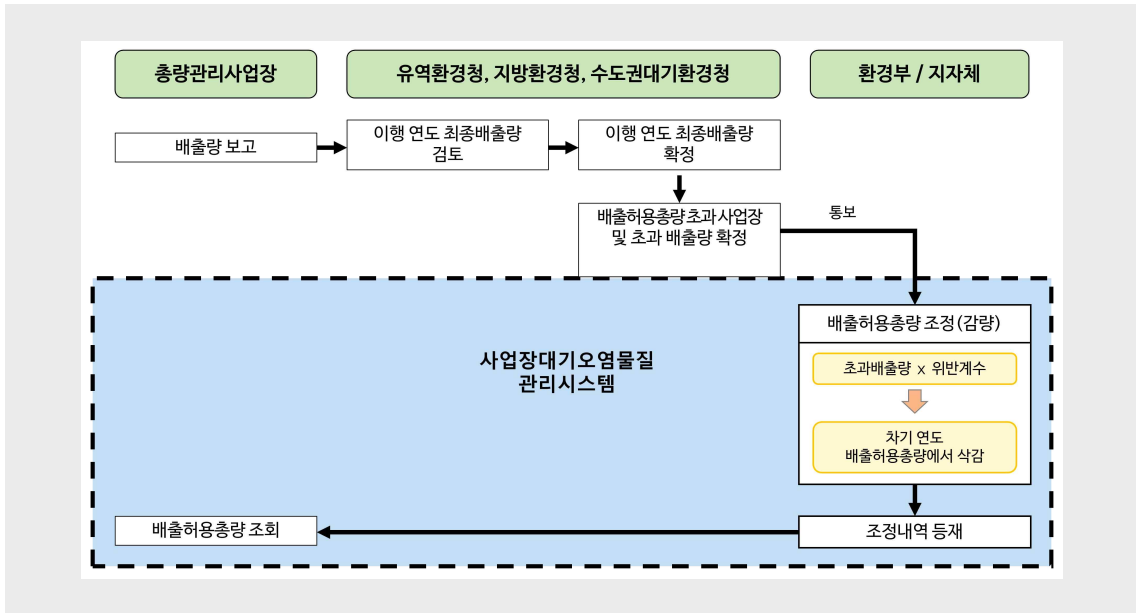 총량관리사업장
유역환경청, 지방환경청, 수도권대기환경청
환경부 / 지자체
배출량 보고
이행 연도 최종배출량
검토
이행 연도 최종배출량
확정
배출허용총량 초과 사업장
및 초과 배출량 확정
통보
사업장대기오염물질
관리시스템
배출허용총량 조정(감량)
초과배출량 x 위반계수
차기 연도
배출허용총량에서 삭감
배출허용총량 조회
조정내역 등재